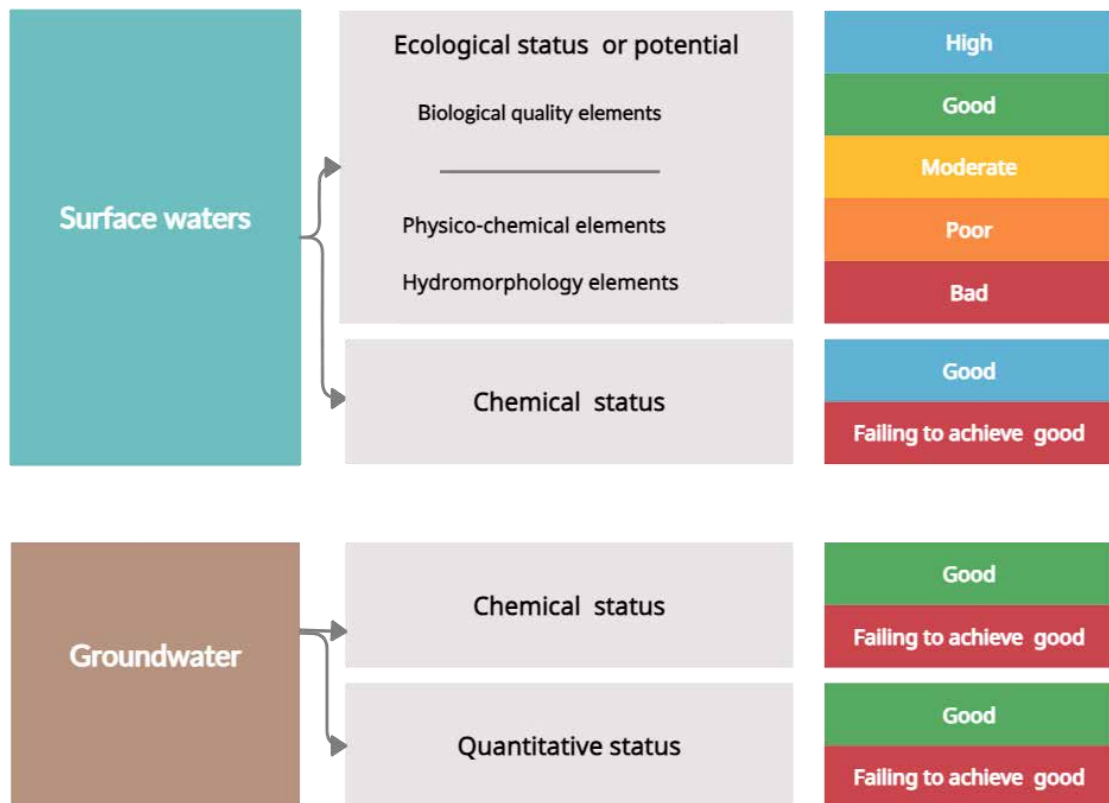 Surface waters
Ecological status or potential
Biological quality elements
Physico-chemical elements
Hydromorphology elements
High
Good
Moderate
Poor
Bad
Chemical status
Good
Failing to achieve good
Groundwater
Chemical status
Good
Failing to achieve good
Quantitative status
Good
Failing to achieve good